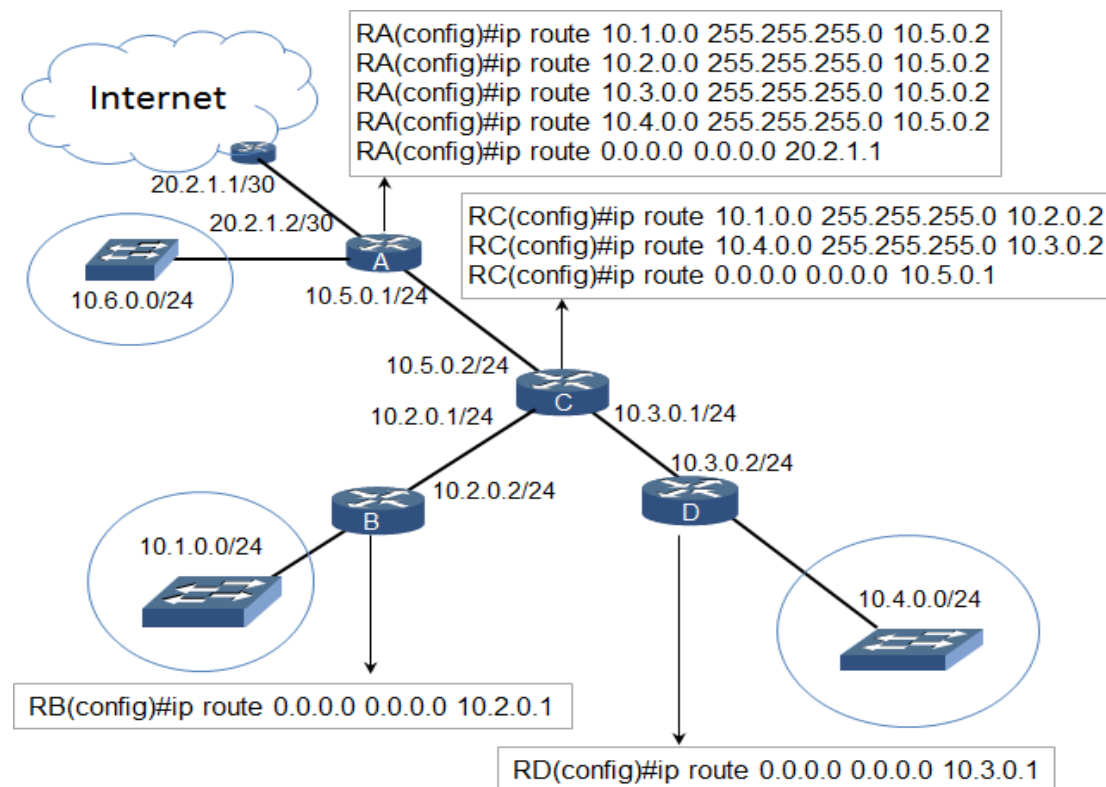 RA(config)#ip route 10.1.0.0 255.255.255.0 10.5.0.2
RA(config)#ip route 10.2.0.0 255.255.255.0 10.5.0.2
RA(config)#ip route 10.3.0.0 255.255.255.0 10.5.0.2
RA(config)#ip route 10.4.0.0 255.255.255.0 10.5.0.2
RA(config)#ip route 0.0.0.0 0.0.0.0 20.2.1.1
Internet
20.2.1.1/30
20.2.1.2/30
RC(config)#ip route 10.1.0.0 255.255.255.0 10.2.0.2
RC(config)#ip route 10.4.0.0 255.255.255.0 10.3.0.2
RC(config)#ip route 0.0.0.0 0.0.0.0 10.5.0.1
A
10.6.0.0/24
10.5.0.1/24
10.5.0.2/24
C
10.2.0.1/24
10.3.0.1/24
10.3.0.2/24
10.2.0.2/24
B
D
10.1.0.0/24
10.4.0.0/24
RB(config)#ip route 0.0.0.0 0.0.0.0 10.2.0.1
RD(config)#ip route 0.0.0.0 0.0.0.0 10.3.0.1